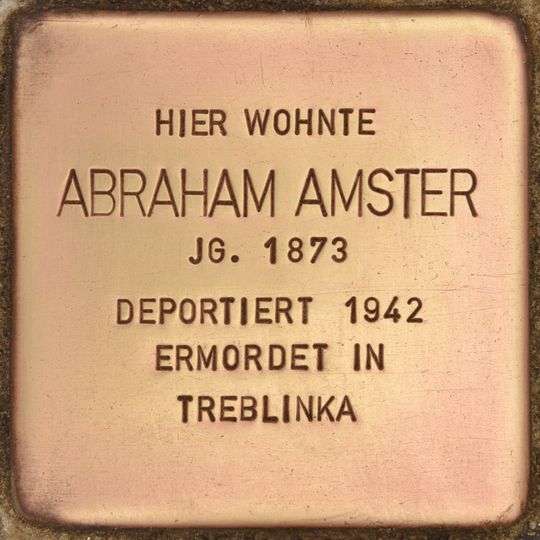 HIER WOHNTE
ABRAHAM AMSTER
JG. 1873
DEPORTIERT 1942
ERMORDET IN
TREBLINKA